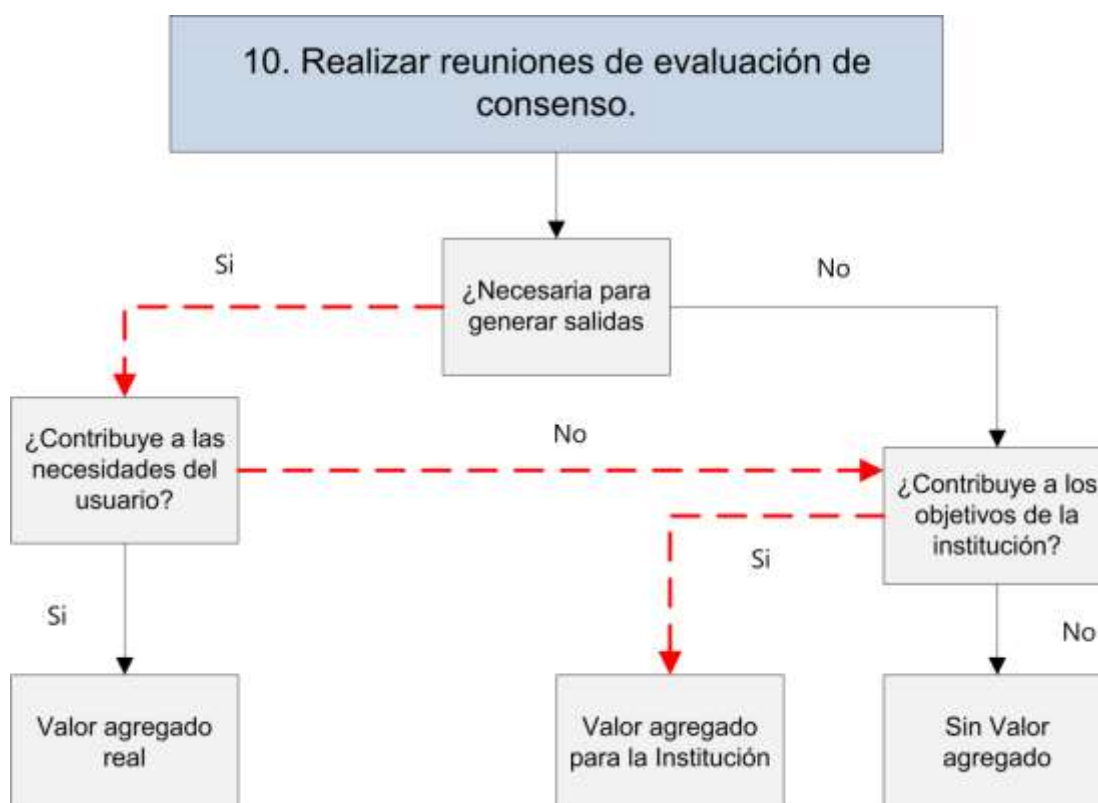 10. Realizar reuniones de evaluación de
consenso.
Si
No
¿Necesaria para
generar salidas
¿Contribuye a las
necesidades del
usuario?
No
¿Contribuye a los
objetivos de la
institución?
Si
Si
No
Valor agregado
real
Valor agregado
para la Institución
Sin Valor
agregado